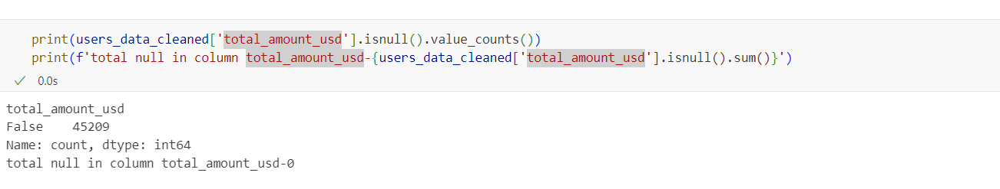 print(users_data_cleaned['total_amount_usd'].isnull().value_counts())
print(f'total null in column total_amount_usd-{users_data_cleaned['total_amount_usd'].isnull().sum()}')
✓ 0.0s
total_amount_usd
False    45209
Name: count, dtype: int64
total null in column total_amount_usd-0